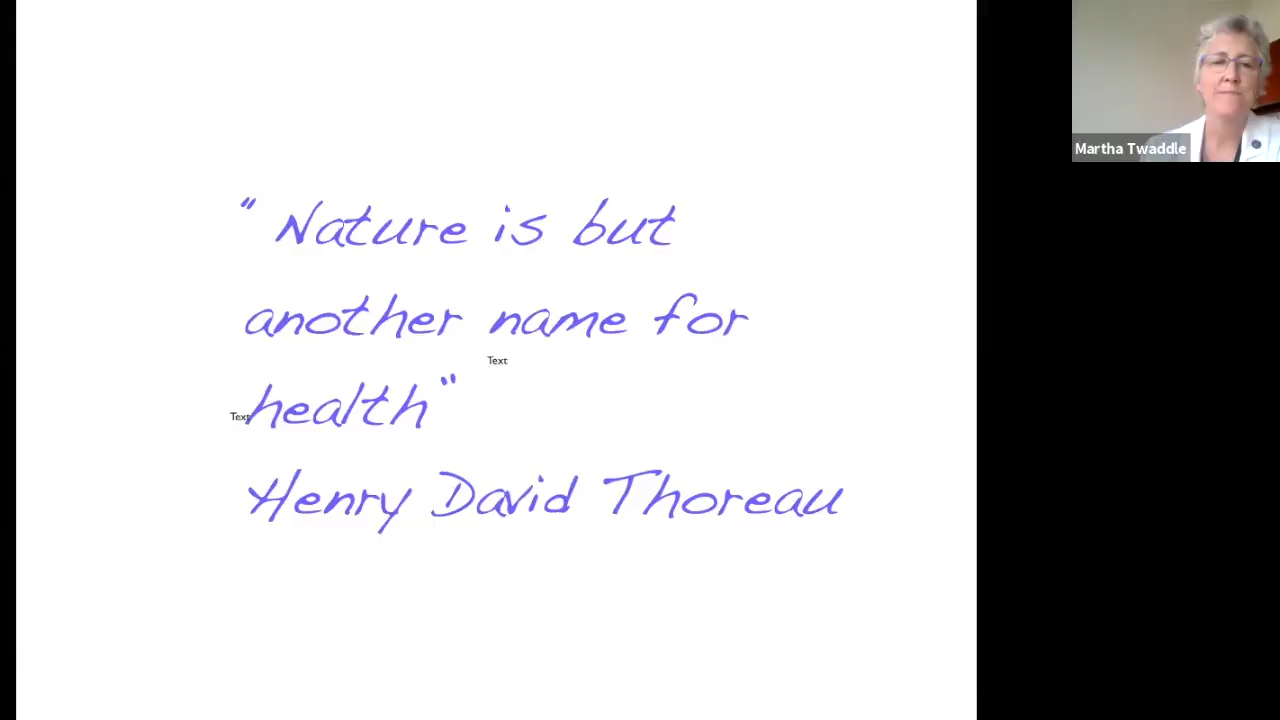 Martha Twaddle
“ Nature is but
another name for
Text
health”
Text
Henry David Thoreau